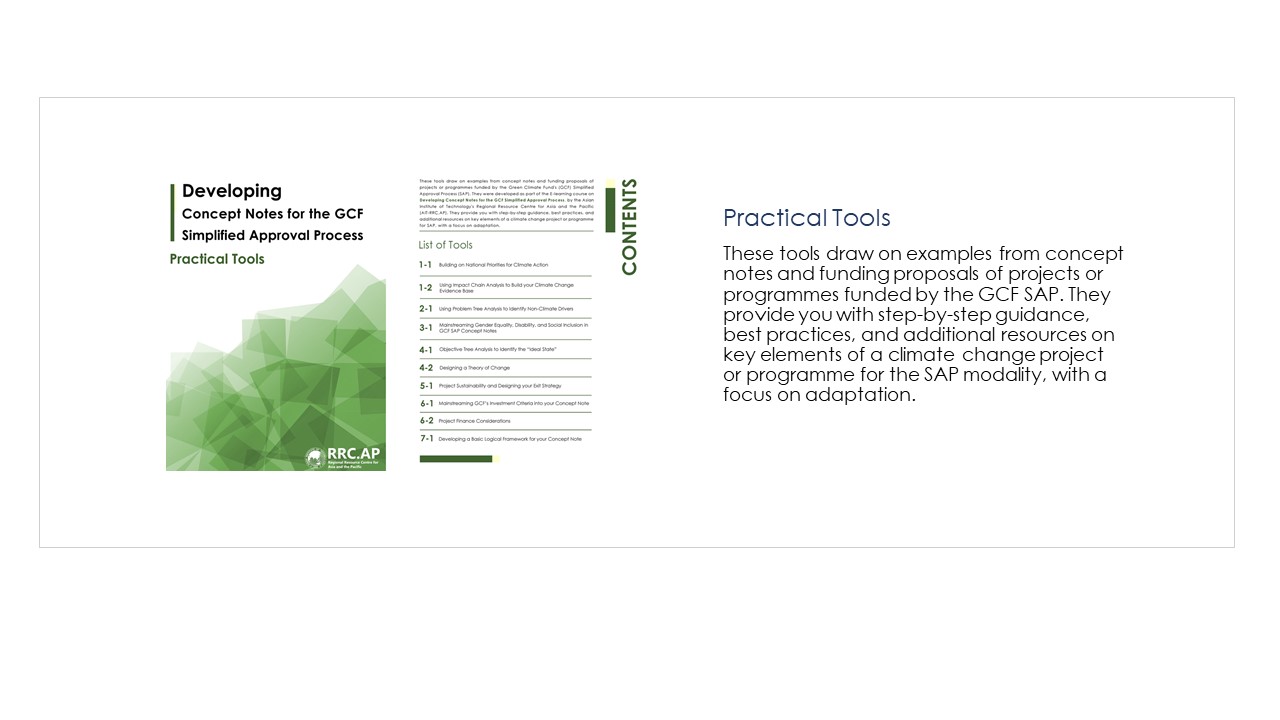 Developing
Concept Notes for the GCF
Simplified Approval Process
Practical Tools
RRC.AP
Regional Resource Centre for
Asia and the Pacific
These tools draw on examples from concept notes and funding proposals of
projects or programmes funded by the Green Climate Fund's (GCF) Simplified
Approval Process (SAP). They were developed as part of the E-learning course on
Developing Concept Notes for the GCF Simplified Approval Process, by the Asian
Institute of Technology's Regional Resource Centre for Asia and the Pacific
(AIT-RRC.AP). They provide you with step-by-step guidance, best practices, and
additional resources on key elements of a climate change project or programme
for SAP, with a focus on adaptation.
CONTENTS
List of Tools
1-1 Building on National Priorities for Climate Action
1-2 Using Impact Chain Analysis to Build your Climate Change
Evidence Base
2-1 Using Problem Tree Analysis to Identify Non-Climate Drivers
3-1 Mainstreaming Gender Equality, Disability, and Social Inclusion in
GCF SAP Concept Notes
4-1 Objective Tree Analysis to Identify the "Ideal State"
4-2 Designing a Theory of Change
5-1 Project Sustainability and Designing your Exit Strategy
6-1 Mainstreaming GCF's Investment Criteria into your Concept Note
6-2 Project Finance Considerations
7-1 Developing a Basic Logical Framework for your Concept Note
Practical Tools
These tools draw on examples from concept
notes and funding proposals of projects or
programmes funded by the GCF SAP. They
provide you with step-by-step guidance,
best practices, and additional resources on
key elements of a climate change project
or programme for the SAP modality, with a
focus on adaptation.